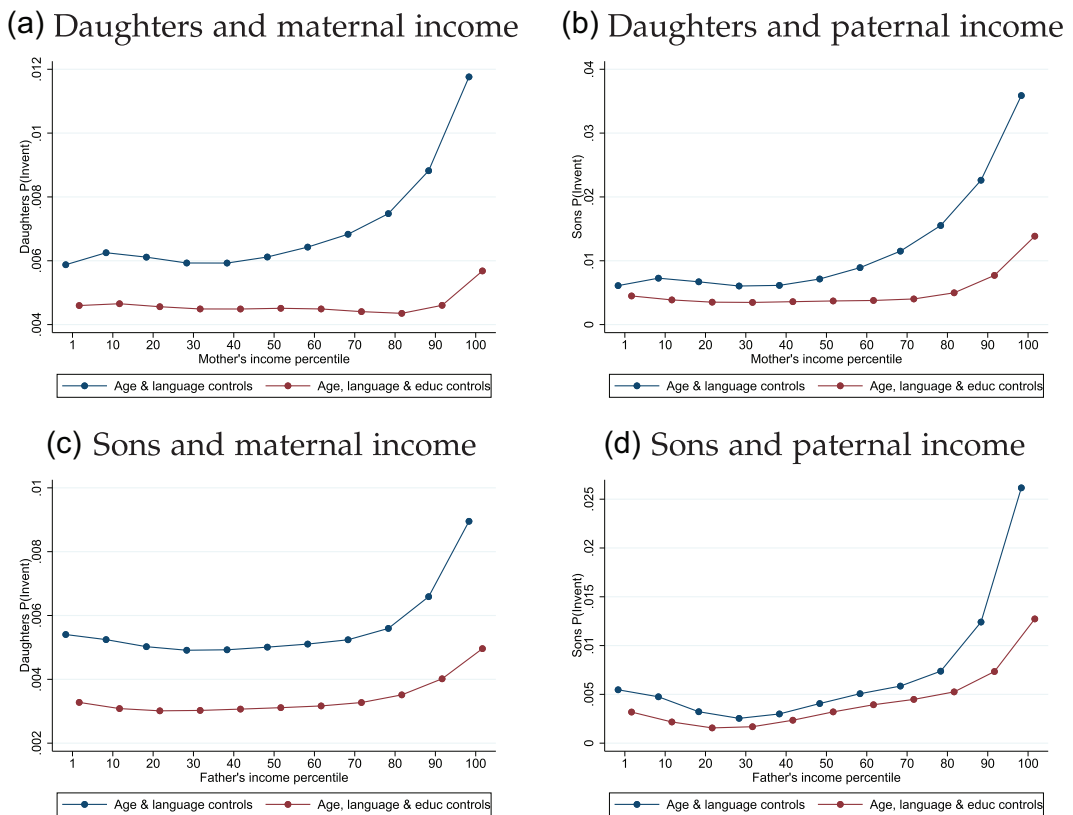 (a) Daughters and maternal income
Daughters P(Invent)
.004 .006 .008 .01 .012
1 10 20 30 40 50 60 70 80 90 100
Mother's income percentile
Age & language controls Age, language & educ controls
(b) Daughters and paternal income
Sons P(Invent)
0 .01 .02 .03 .04
1 10 20 30 40 50 60 70 80 90 100
Mother's income percentile
Age & language controls Age, language & educ controls
(c) Sons and maternal income
Daughters P(Invent)
.002 .004 .006 .008 .01
1 10 20 30 40 50 60 70 80 90 100
Father's income percentile
Age & language controls Age, language & educ controls
(d) Sons and paternal income
Sons P(Invent)
0 .005 .01 .015 .02 .025
1 10 20 30 40 50 60 70 80 90 100
Father's income percentile
Age & language controls Age, language & educ controls